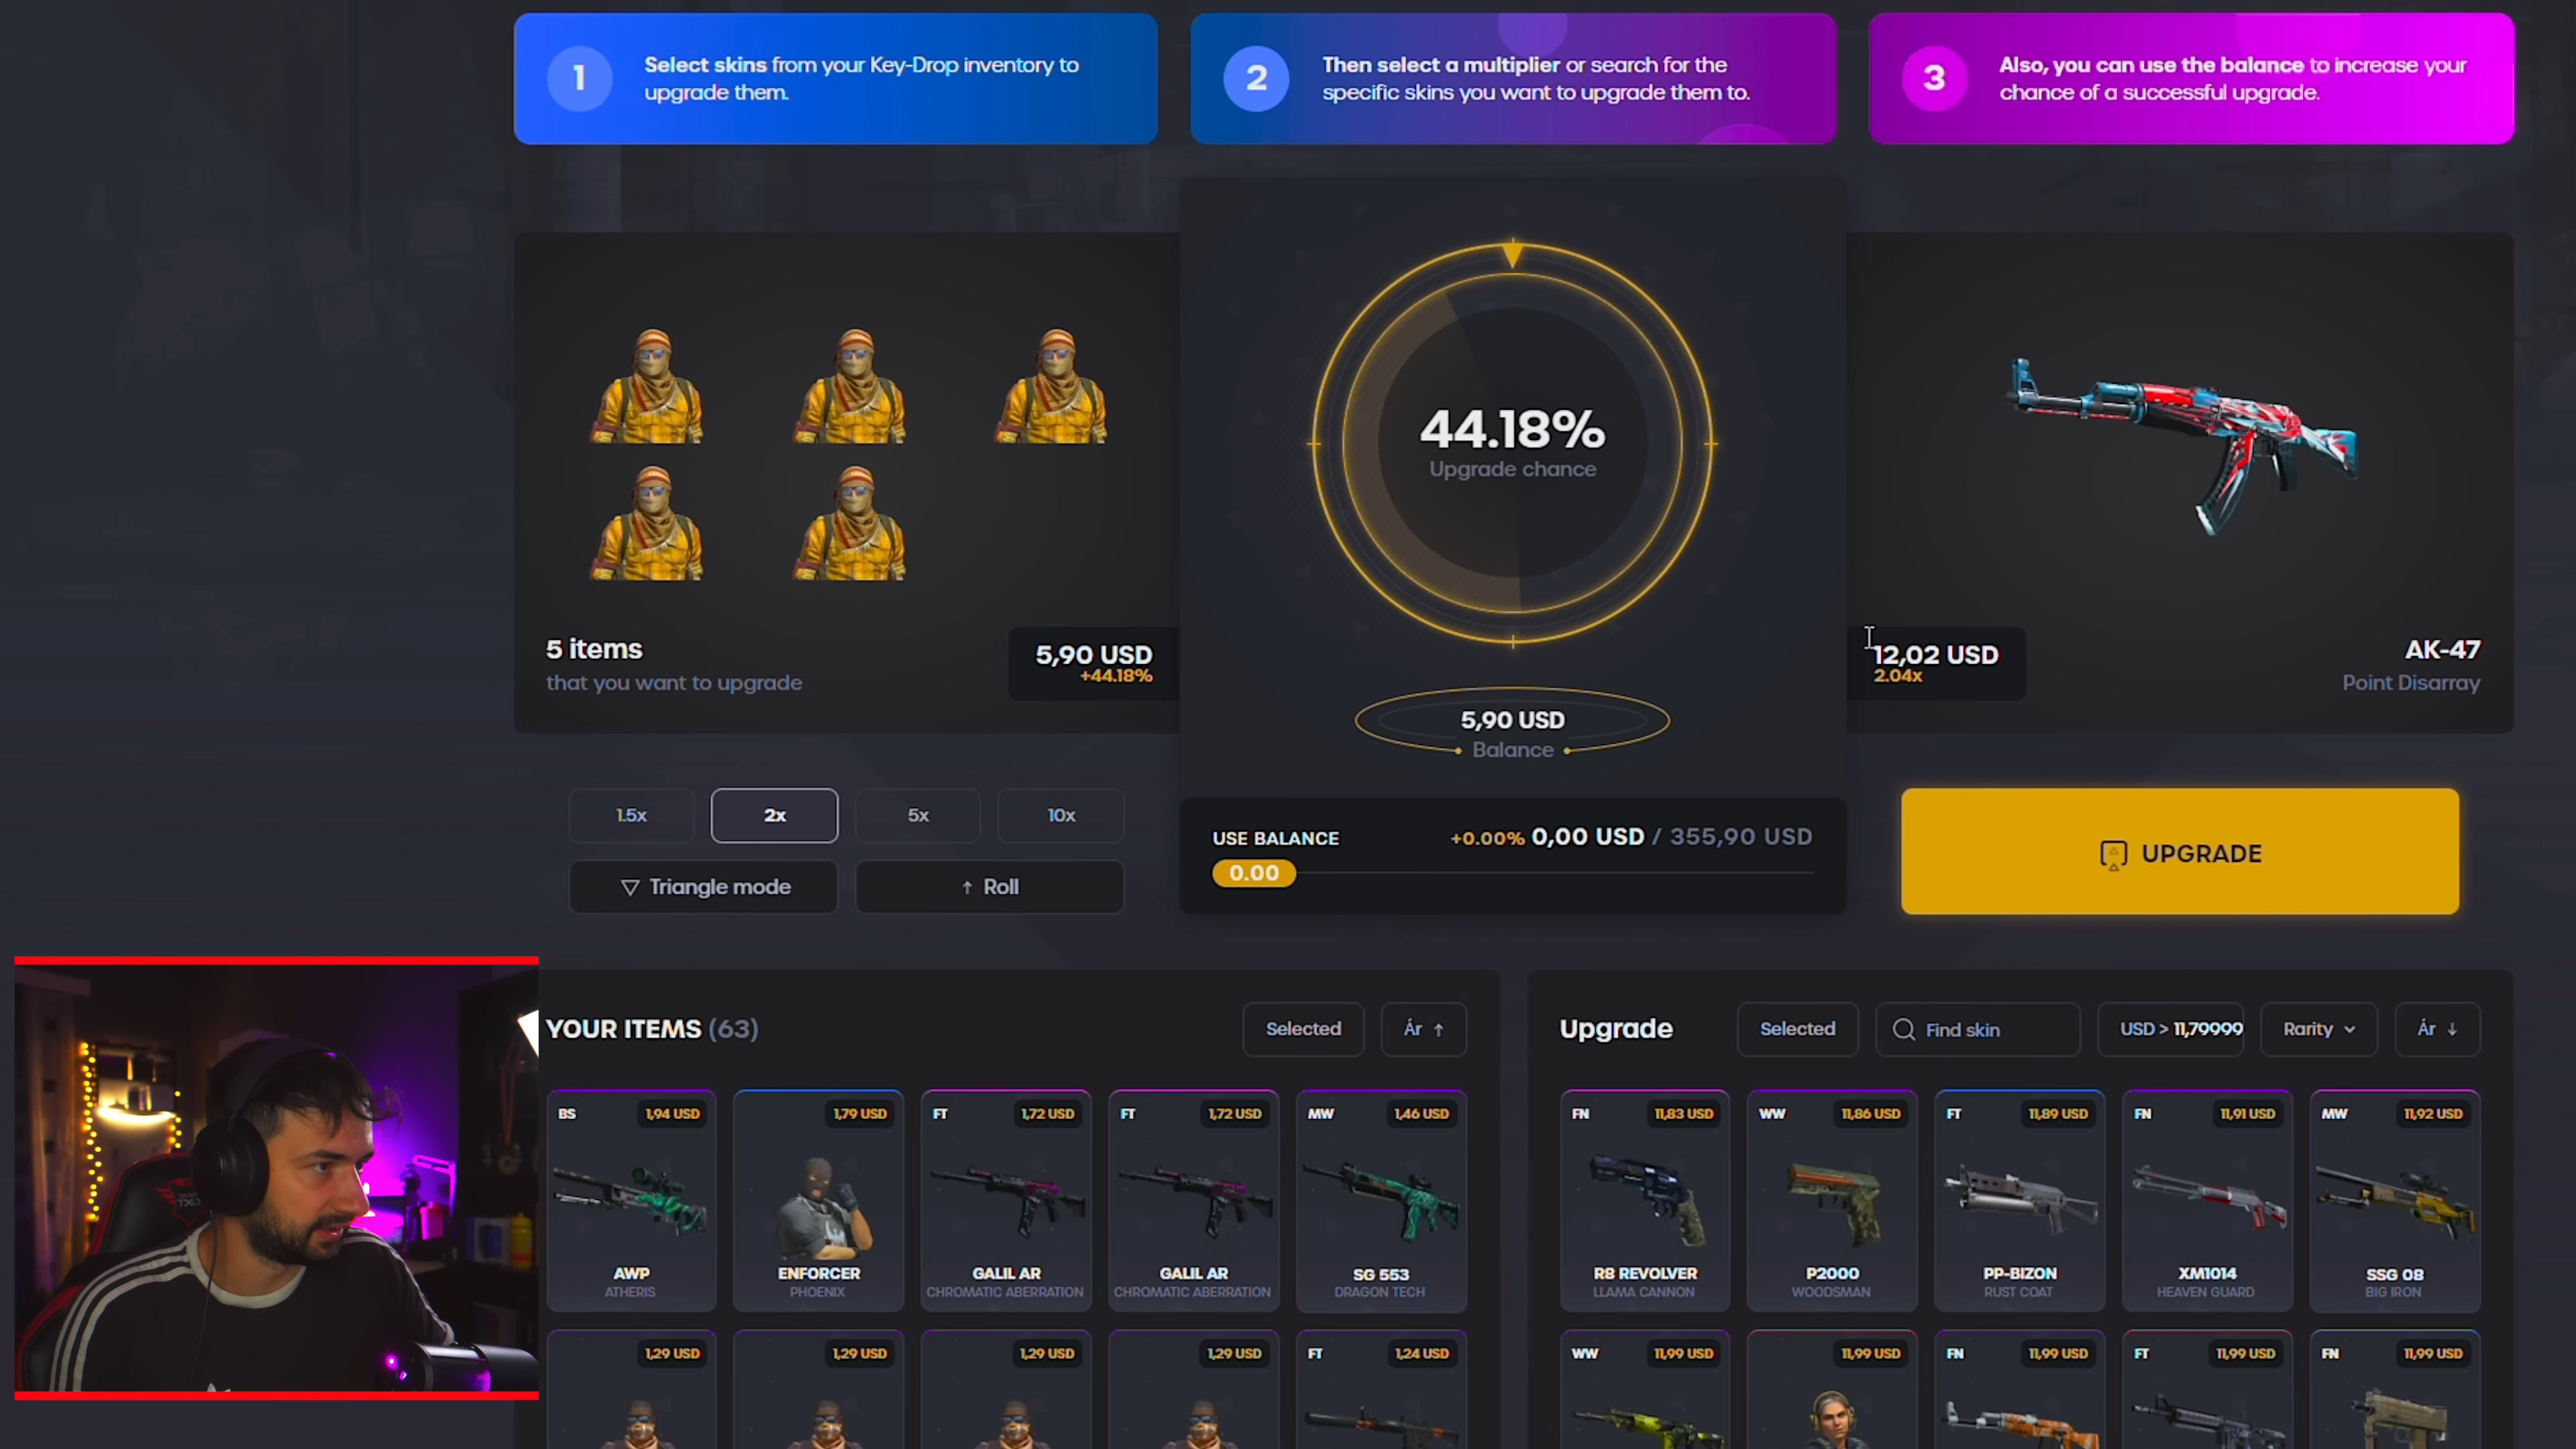 1
Select skins from your Key-Drop inventory to
upgrade them.
2
Then select a multiplier or search for the
specific skins you want to upgrade them to.
3
Also, you can use the balance to increase your
chance of a successful upgrade.
44.18%
Upgrade chance
5 items
that you want to upgrade
5,90 USD
+44.18%
12,02 USD
2.04x
AK-47
Point Disarray
5,90 USD
Balance
1.5x
2x
5x
10x
Triangle mode
↑ Roll
USE BALANCE
+0.00% 0,00 USD / 355,90 USD
0.00
UPGRADE
YOUR ITEMS (63)
Selected
Ár ↑
Upgrade
Selected
Find skin
USD > 11,79999
Rarity
Ár ↓
BS 1,94 USD
AWP
ATHERIS
1,79 USD
ENFORCER
PHOENIX
FT 1,72 USD
GALIL AR
CHROMATIC ABERRATION
FT 1,72 USD
GALIL AR
CHROMATIC ABERRATION
MW 1,46 USD
SG 553
DRAGON TECH
FN 11,83 USD
R8 REVOLVER
LLAMA CANNON
WW 11,86 USD
P2000
WOODSMAN
FT 11,89 USD
PP-BIZON
RUST COAT
FN 11,91 USD
XM1014
HEAVEN GUARD
MW 11,92 USD
SSG 08
BIG IRON
1,29 USD
1,29 USD
1,29 USD
1,29 USD
FT 1,24 USD
WW 11,99 USD
11,99 USD
FN 11,99 USD
FT 11,99 USD
FN 11,99 USD